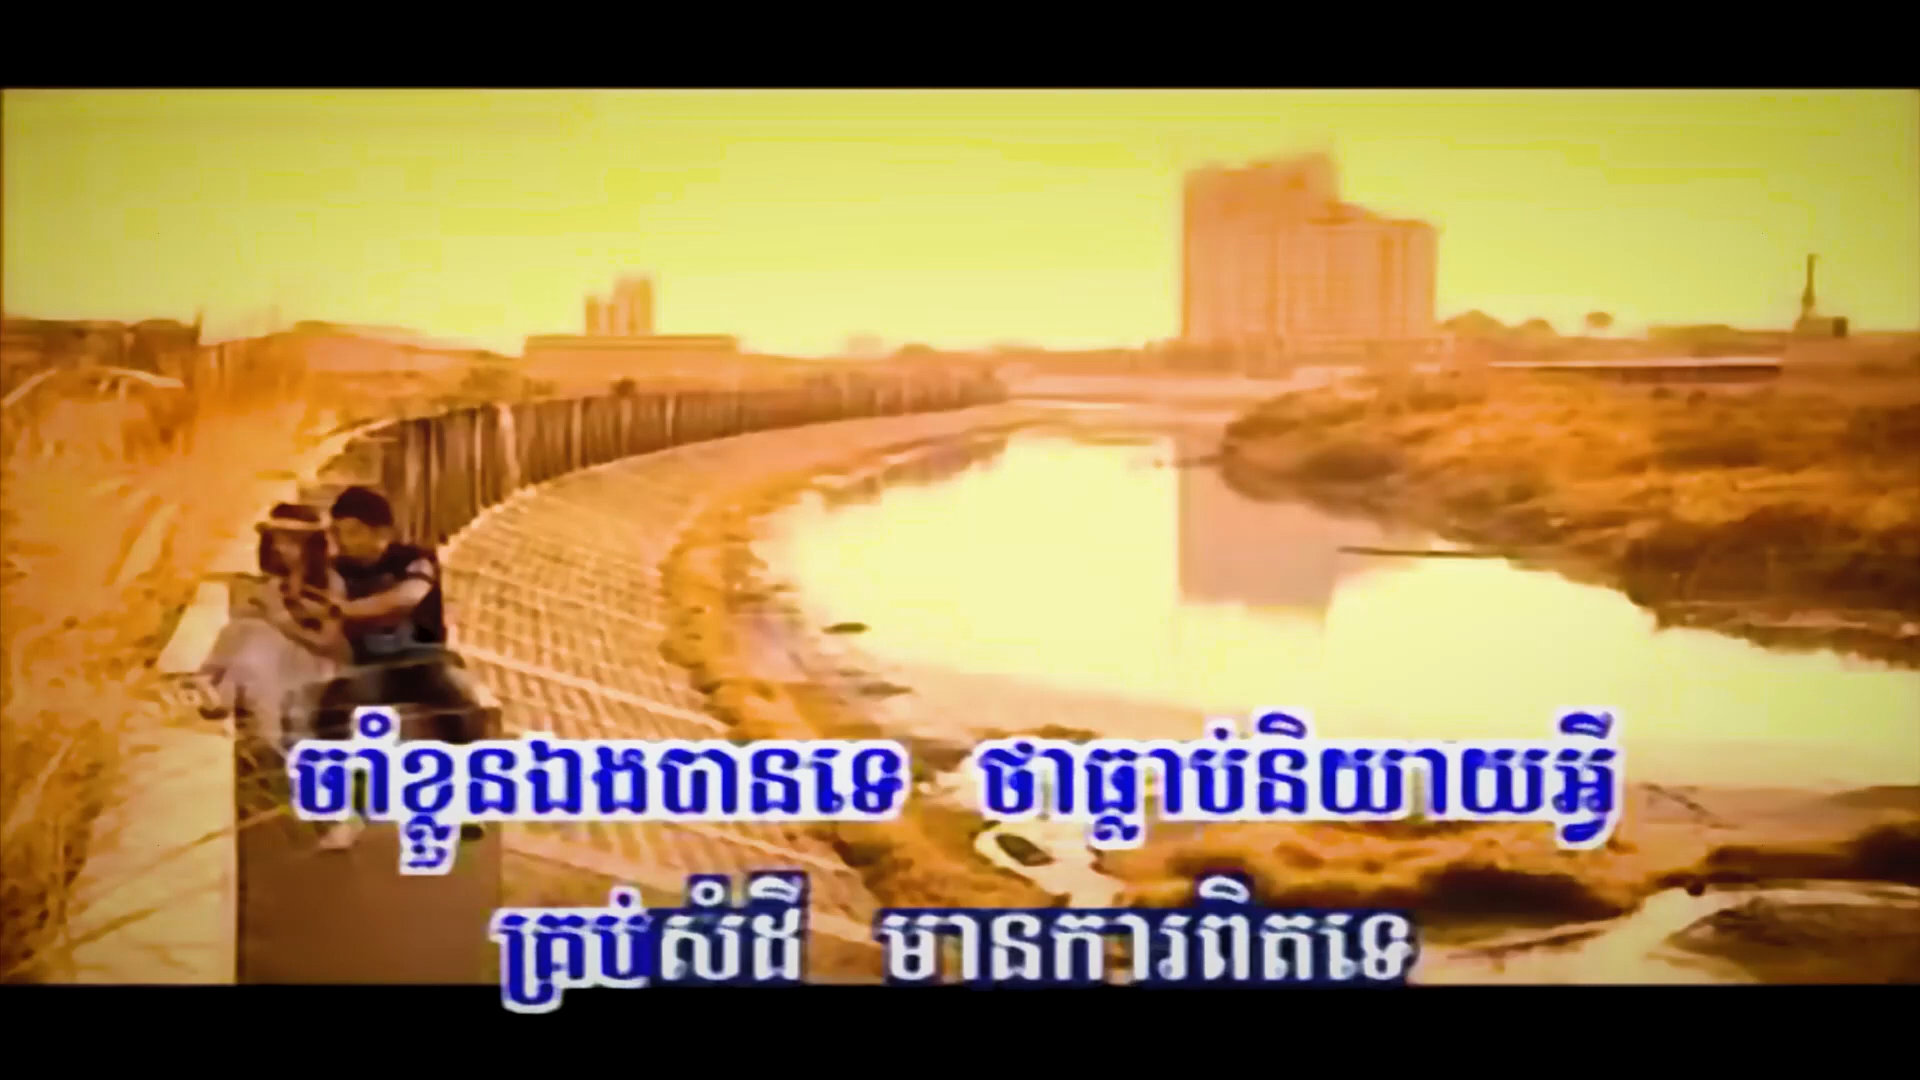 ចាំខ្លួនឯងបានទេ ថាធ្លាប់និយាយអ្វី
គ្រប់សំដី មានការពិតទេ